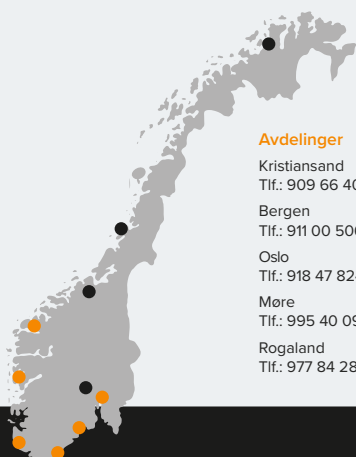 Avdelinger
Kristiansand
Tlf.: 909 66 40
Bergen
Tlf.: 911 00 50
Oslo
Tlf.: 918 47 82
Møre
Tlf.: 995 40 09
Rogaland
Tlf.: 977 84 28